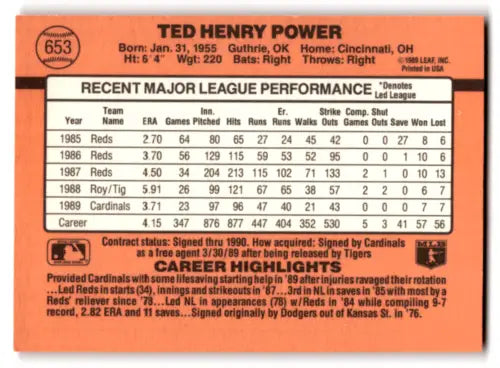 653
TED HENRY POWER
Born: Jan. 31, 1955 Guthrie, OK Home: Cincinnati, OH
Ht: 6'4" Wgt: 220 Bats: Right Throws: Right
©1989 LEAF, INC.
Printed in USA
RECENT MAJOR LEAGUE PERFORMANCE *Denotes Led League
Year Team Name ERA Games Inn. Pitched Hits Runs Er. Runs Walks Strike Outs Comp. Games Shut Outs Save Won Lost
1985 Reds 2.70 64 80 65 27 24 45 42 0 0 27 8 6
1986 Reds 3.70 56 129 115 59 53 52 95 0 0 1 10 6
1987 Reds 4.50 34 204 213 115 102 71 133 2 1 0 10 13
1988 Roy/Tig 5.91 26 99 121 67 65 38 57 2 2 0 6 7
1989 Cardinals 3.71 23 97 96 47 40 21 43 0 0 0 7 7
Career 4.15 347 876 877 447 404 352 530 5 3 41 57 56
Contract status: Signed thru 1990. How acquired: Signed by Cardinals
as a free agent 3/30/89 after being released by Tigers
CAREER HIGHLIGHTS
Provided Cardinals with some lifesaving starting help in '89 after injuries ravaged their rotation
...Led Reds in starts (34), innings and strikeouts in '87...3rd in NL in saves in '85 with most by a
Reds' reliever since '78...Led NL in appearances (78) w/Reds in '84 while compiling 9-7
record, 2.82 ERA and 11 saves...Signed originally by Dodgers out of Kansas St. in '76.